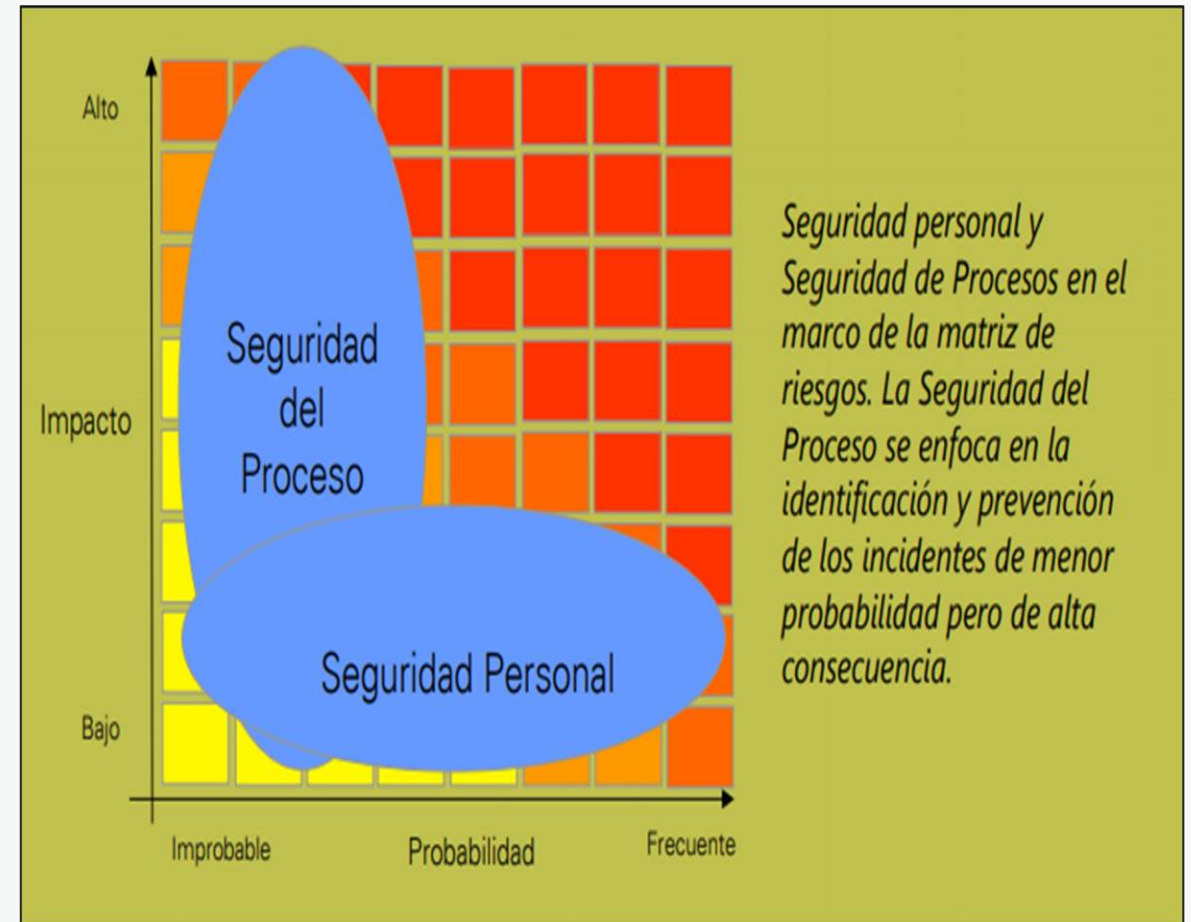 Alto
Impacto
Bajo
Seguridad
del
Proceso
Seguridad Personal
Improbable
Probabilidad
Frecuente
Seguridad personal y
Seguridad de Procesos en el
marco de la matriz de
riesgos. La Seguridad del
Proceso se enfoca en la
identificación y prevención
de los incidentes de menor
probabilidad pero de alta
consecuencia.